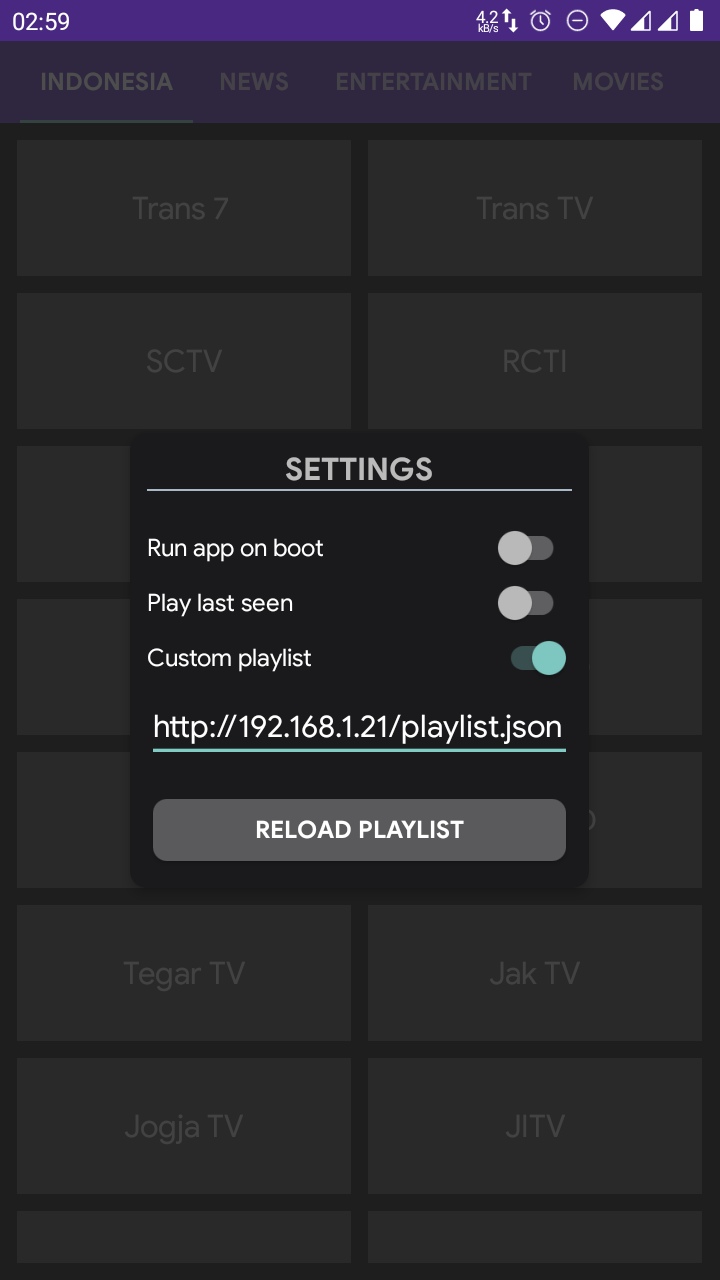 02:59
4.2
kB/s
INDONESIA NEWS ENTERTAINMENT MOVIES
Trans 7 Trans TV
SCTV RCTI
SETTINGS
Run app on boot
Play last seen
Custom playlist
http://192.168.1.21/playlist.json
RELOAD PLAYLIST
Tegar TV Jak TV
Jogja TV JITV